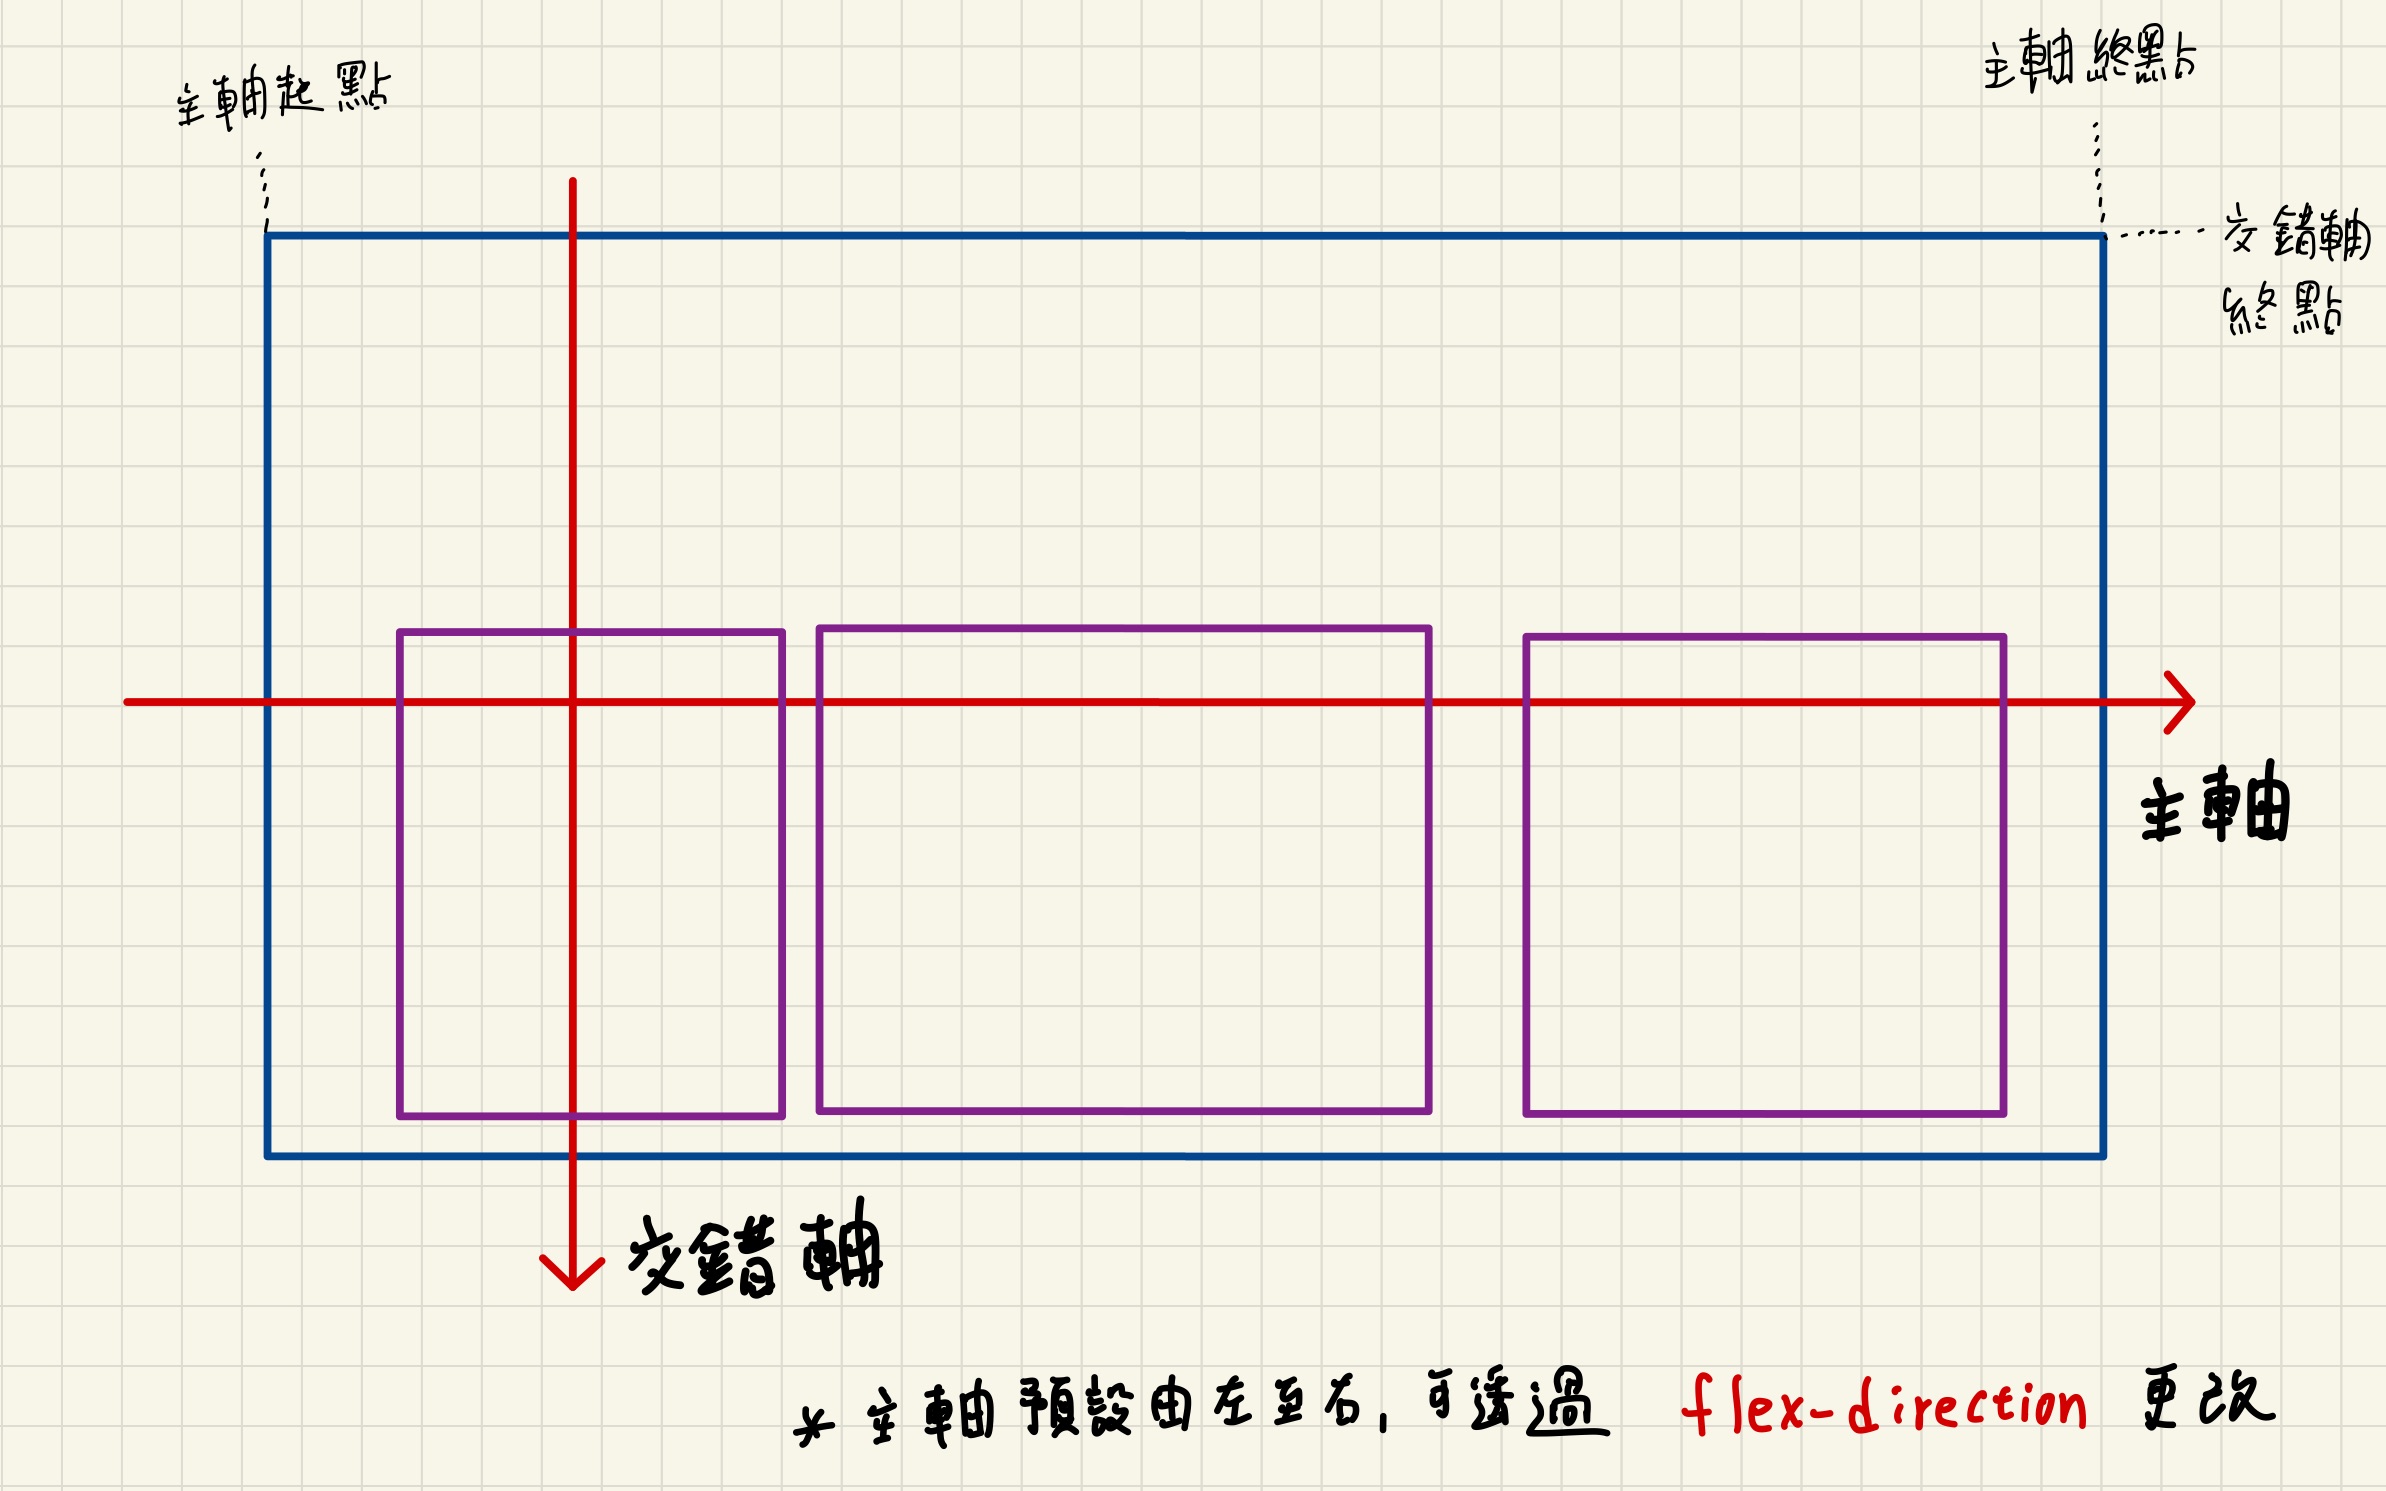 主軸起點
主軸終點
交錯軸
終點
主軸
交錯軸
* 主軸預設由左至右, 可透過 flex-direction 更改